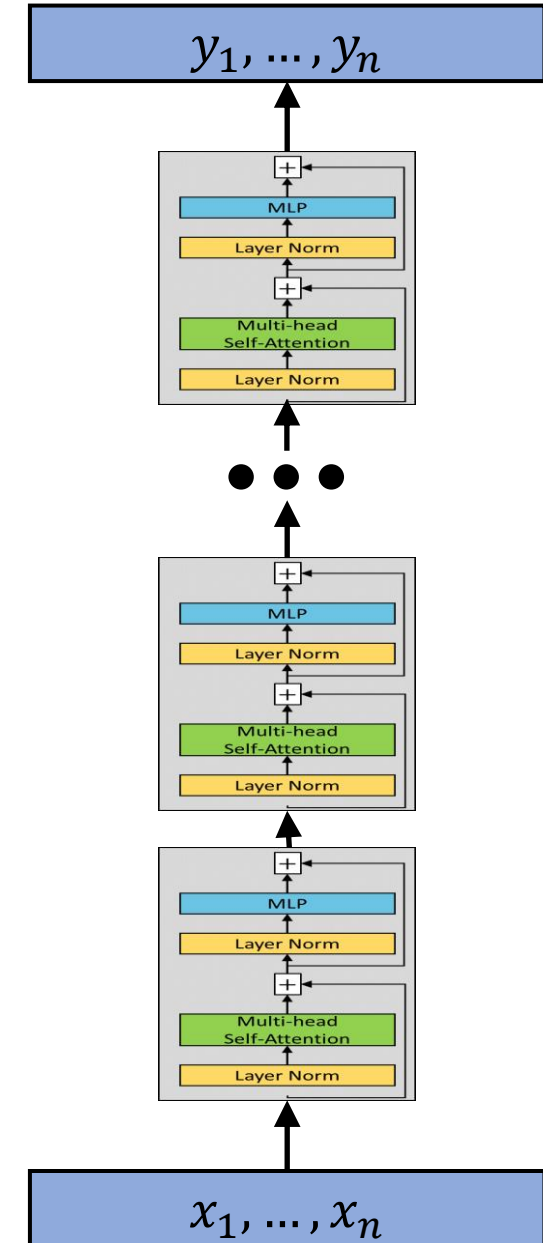 y₁, ... , yₙ
+
MLP
Layer Norm
+
Multi-head
Self-Attention
Layer Norm
+
MLP
Layer Norm
+
Multi-head
Self-Attention
Layer Norm
+
MLP
Layer Norm
+
Multi-head
Self-Attention
Layer Norm
x₁, ... , xₙ